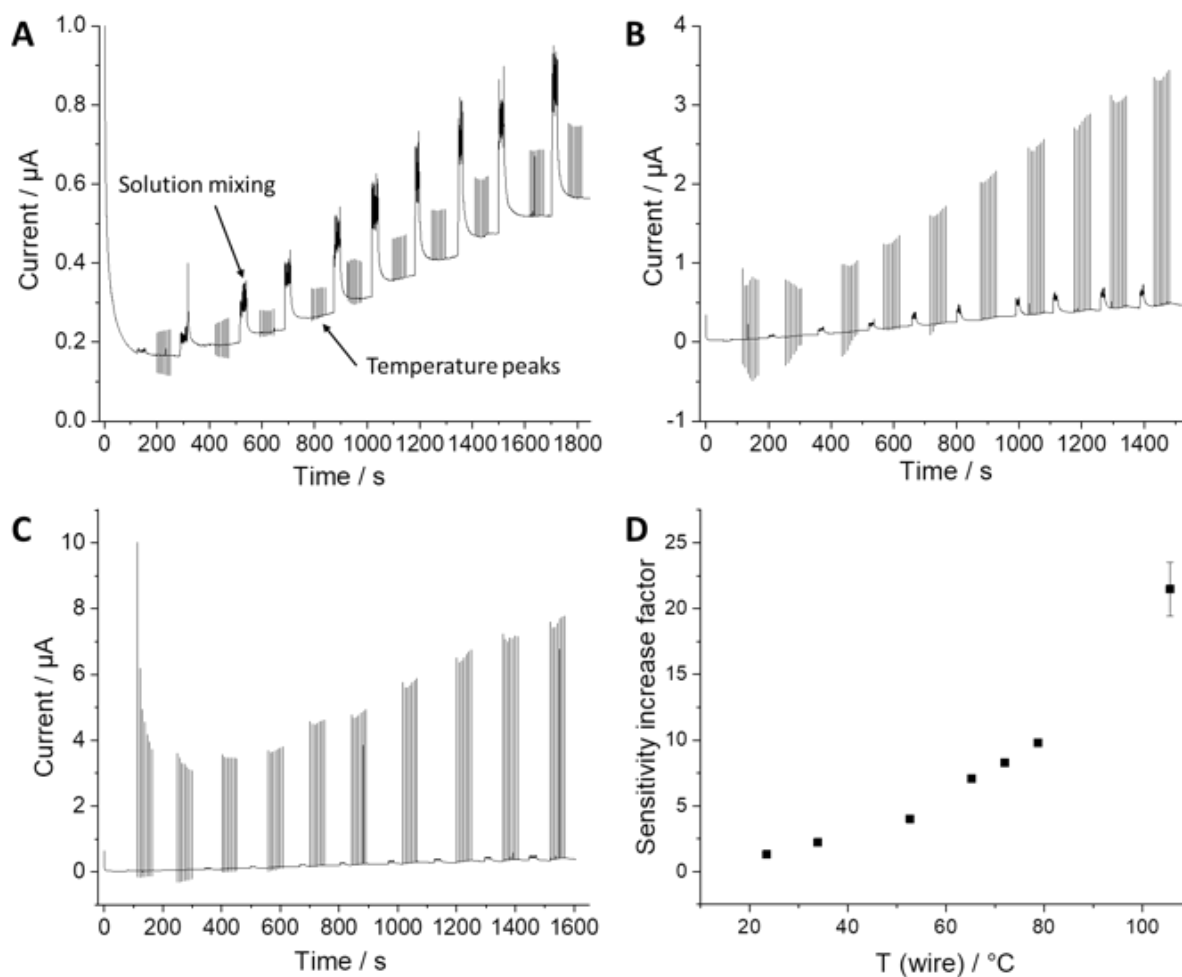 A
1.0
0.8
0.6
0.4
0.2
0.0
Current / µA
Solution mixing
Temperature peaks
0 200 400 600 800 1000 1200 1400 1600 1800
Time / s
B
4
3
2
1
0
-1
Current / µA
0 200 400 600 800 1000 1200 1400
Time / s
C
10
8
6
4
2
0
Current / µA
0 200 400 600 800 1000 1200 1400 1600
Time / s
D
25
20
15
10
5
0
Sensitivity increase factor
20 40 60 80 100
T (wire) / °C